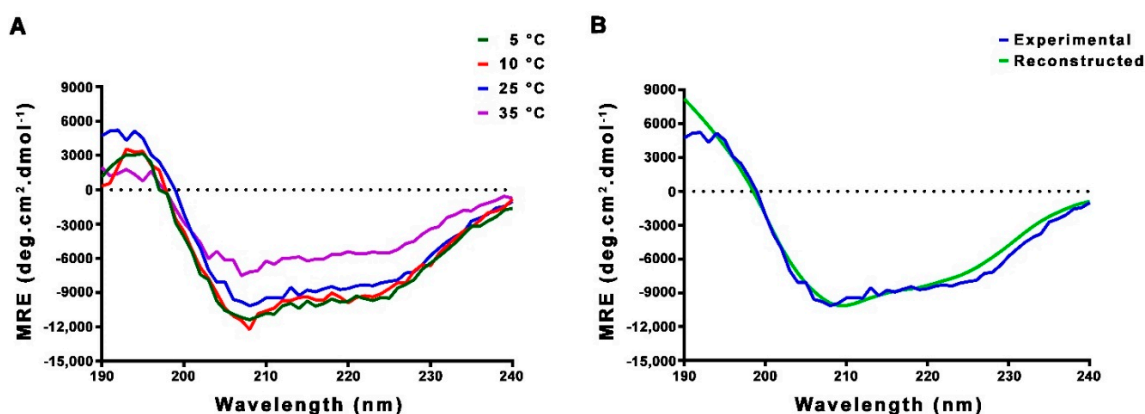 A
5 °C
10 °C
25 °C
35 °C
MRE (deg.cm².dmol⁻¹)
9000
6000
3000
0
-3000
-6000
-9000
-12,000
-15,000
190
200
210
220
230
240
Wavelength (nm)
B
Experimental
Reconstructed
MRE (deg.cm².dmol⁻¹)
9000
6000
3000
0
-3000
-6000
-9000
-12,000
-15,000
190
200
210
220
230
240
Wavelength (nm)